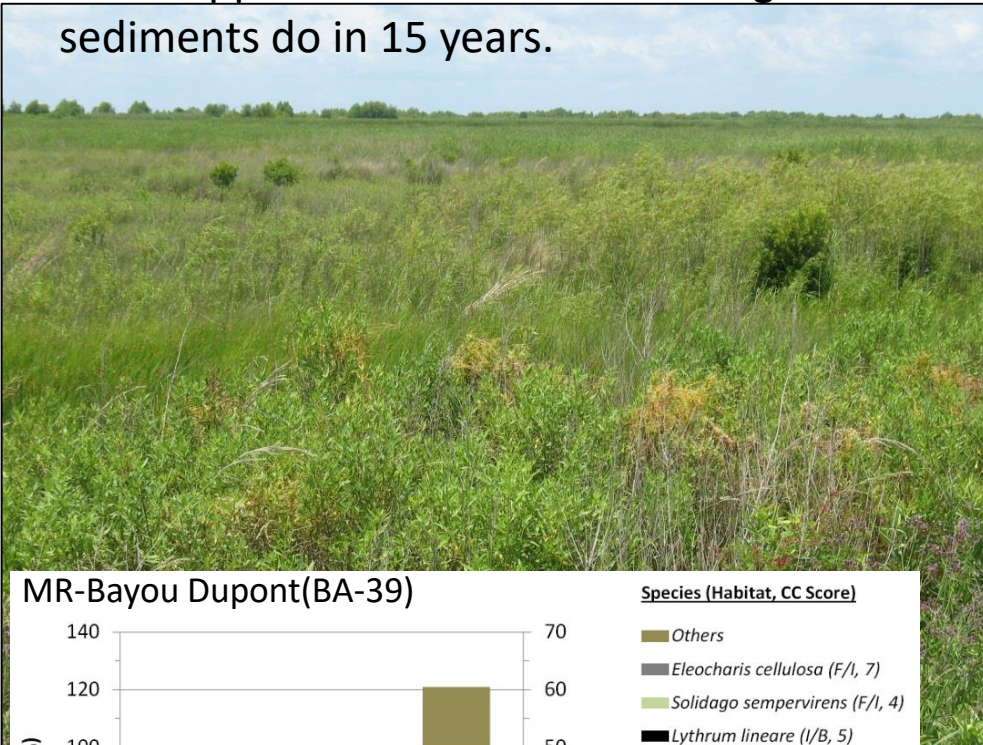 sediments do in 15 years.
MR-Bayou Dupont(BA-39)
Species (Habitat, CC Score)
140
70
Others
Eleocharis cellulosa (F/I, 7)
120
60
Solidago sempervirens (F/I, 4)
Lythrum lineare (I/B, 5)
100
50